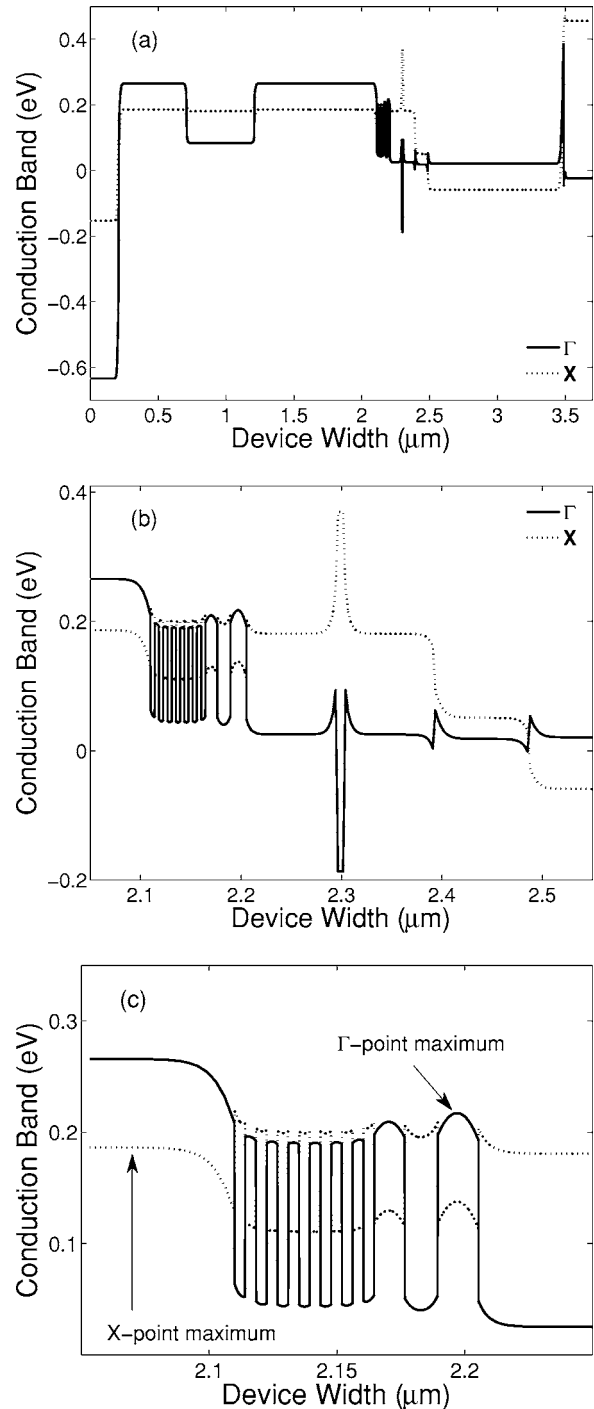 (a)
Conduction Band (eV)
0.4
0.2
0
−0.2
−0.4
−0.6
Γ
X
0 0.5 1 1.5 2 2.5 3 3.5
Device Width (μm)
(b)
Conduction Band (eV)
0.4
0.2
0
−0.2
Γ
X
2.1 2.2 2.3 2.4 2.5
Device Width (μm)
(c)
Conduction Band (eV)
0.3
0.2
0.1
Γ−point maximum
X−point maximum
2.1 2.15 2.2
Device Width (μm)